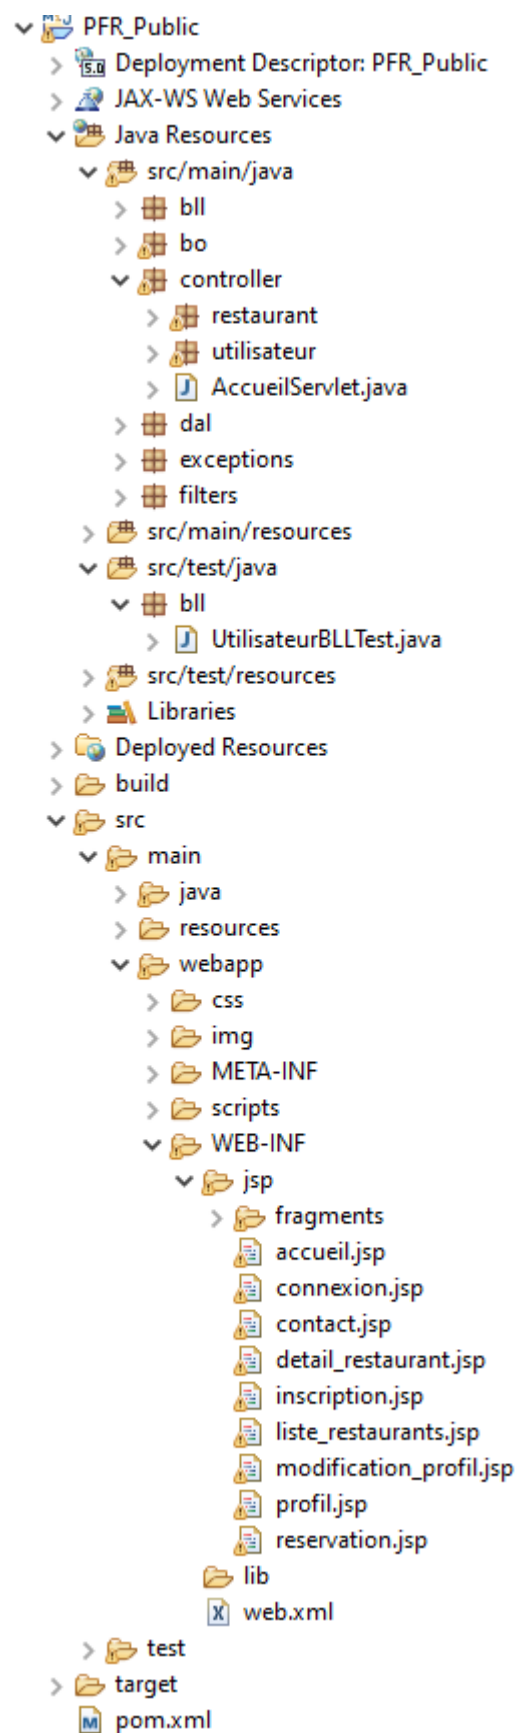 PFR_Public
Deployment Descriptor: PFR_Public
JAX-WS Web Services
Java Resources
src/main/java
bll
bo
controller
restaurant
utilisateur
AccueilServlet.java
dal
exceptions
filters
src/main/resources
src/test/java
bll
UtilisateurBLLTest.java
src/test/resources
Libraries
Deployed Resources
build
src
main
java
resources
webapp
css
img
META-INF
scripts
WEB-INF
jsp
fragments
accueil.jsp
connexion.jsp
contact.jsp
detail_restaurant.jsp
inscription.jsp
liste_restaurants.jsp
modification_profil.jsp
profil.jsp
reservation.jsp
lib
web.xml
test
target
pom.xml